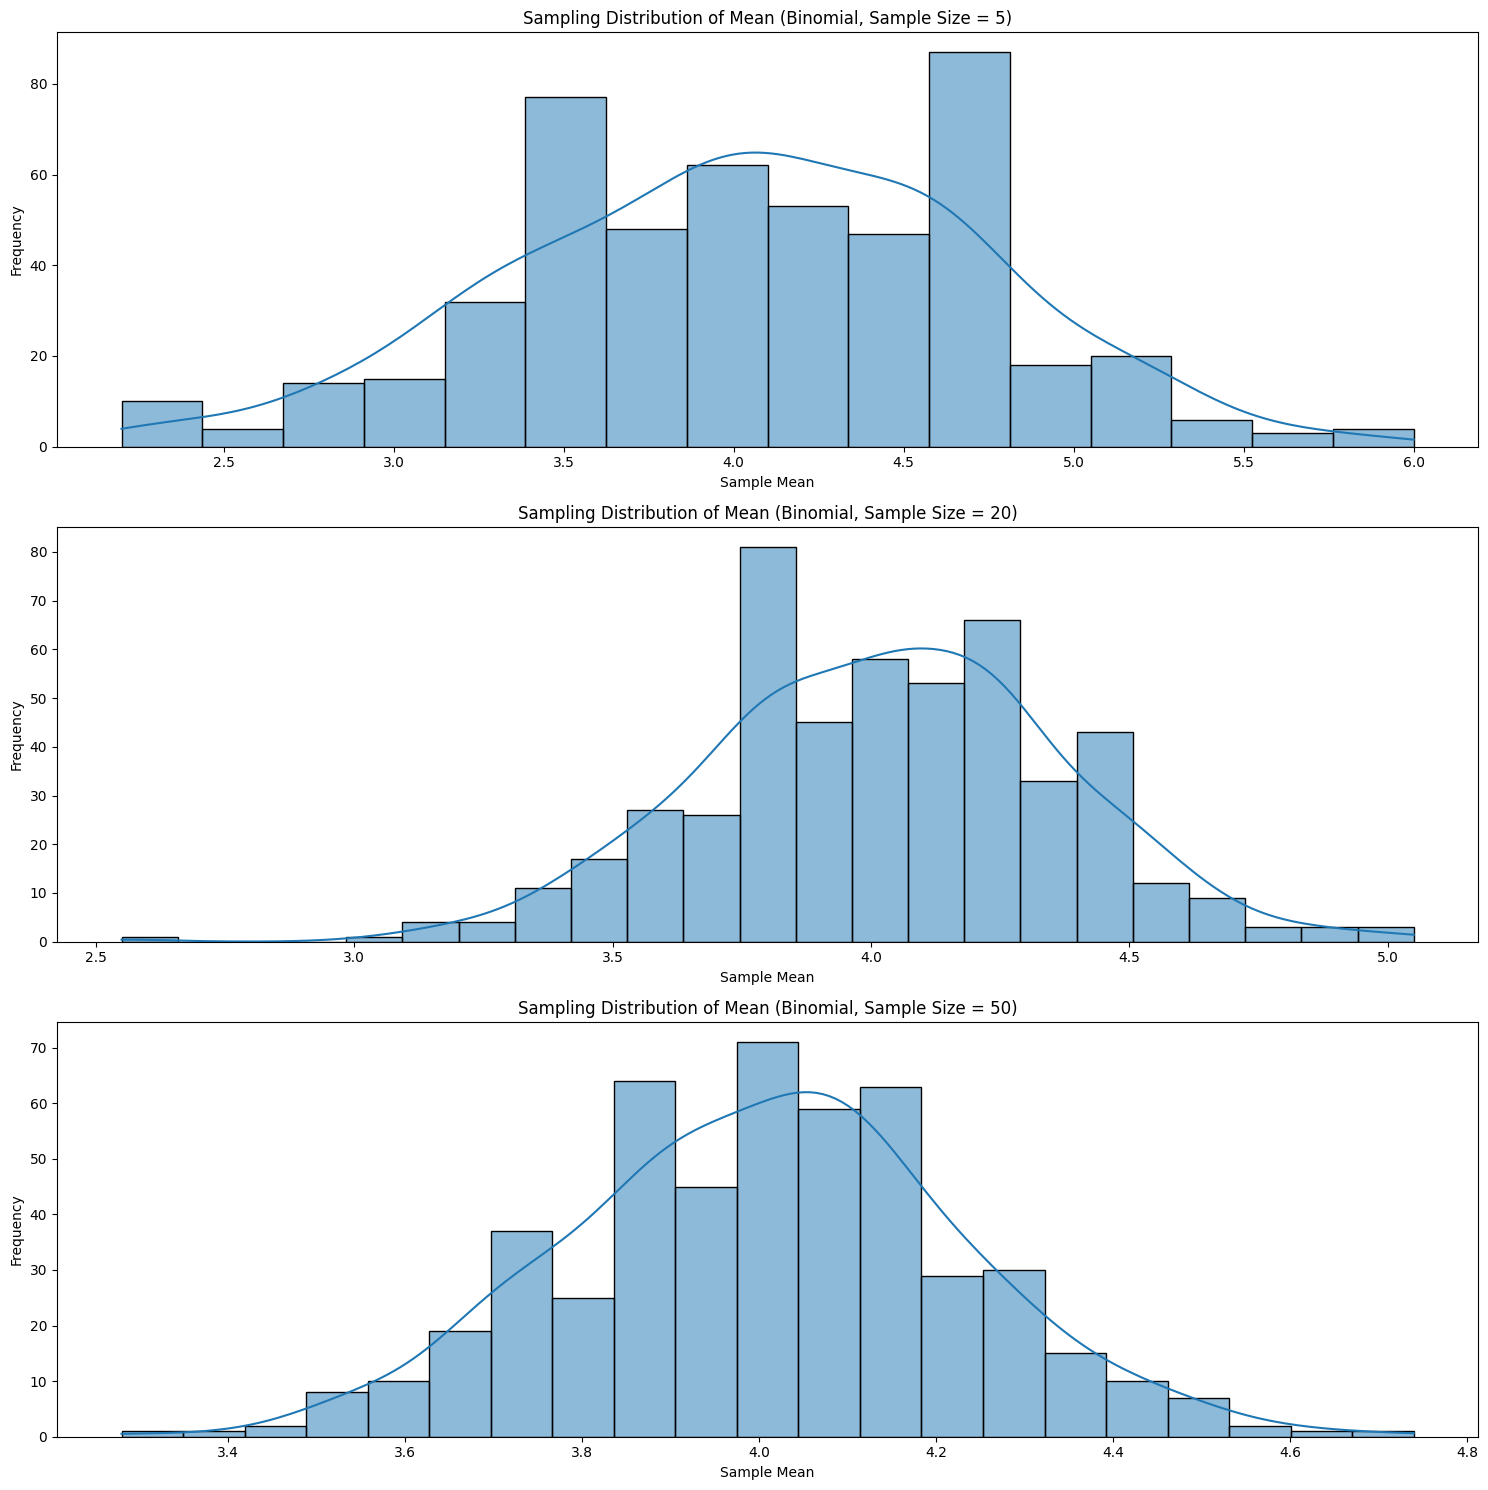 Sampling Distribution of Mean (Binomial, Sample Size = 5)
80
60
40
20
0
Frequency
2.5 3.0 3.5 4.0 4.5 5.0 5.5 6.0
Sample Mean
Sampling Distribution of Mean (Binomial, Sample Size = 20)
80
70
60
50
40
30
20
10
0
Frequency
2.5 3.0 3.5 4.0 4.5 5.0
Sample Mean
Sampling Distribution of Mean (Binomial, Sample Size = 50)
70
60
50
40
30
20
10
0
Frequency
3.4 3.6 3.8 4.0 4.2 4.4 4.6 4.8
Sample Mean